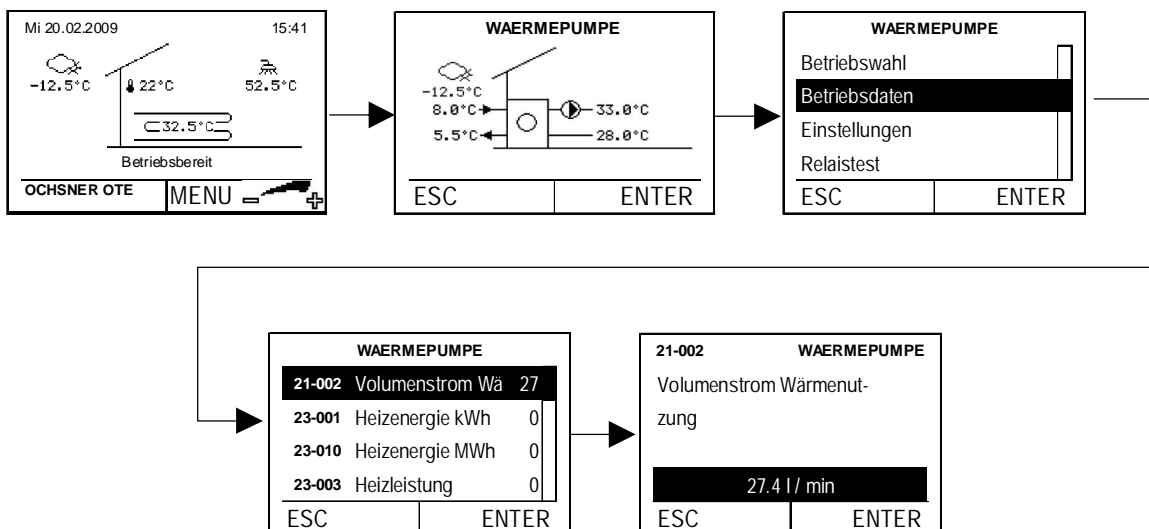 Mi 20.02.2009 15:41
-12.5°C 22°C 52.5°C
32.5°C
Betriebsbereit
OCHSNER OTE MENU
WAERMEPUMPE
-12.5°C
8.0°C 33.0°C
5.5°C 28.0°C
ESC ENTER
WAERMEPUMPE
Betriebswahl
Betriebsdaten
Einstellungen
Relaistest
ESC ENTER
WAERMEPUMPE
21-002 Volumenstrom Wä 27
23-001 Heizenergie kWh 0
23-010 Heizenergie MWh 0
23-003 Heizleistung 0
ESC ENTER
21-002 WAERMEPUMPE
Volumenstrom Wärmenut-
zung
27.4 l / min
ESC ENTER